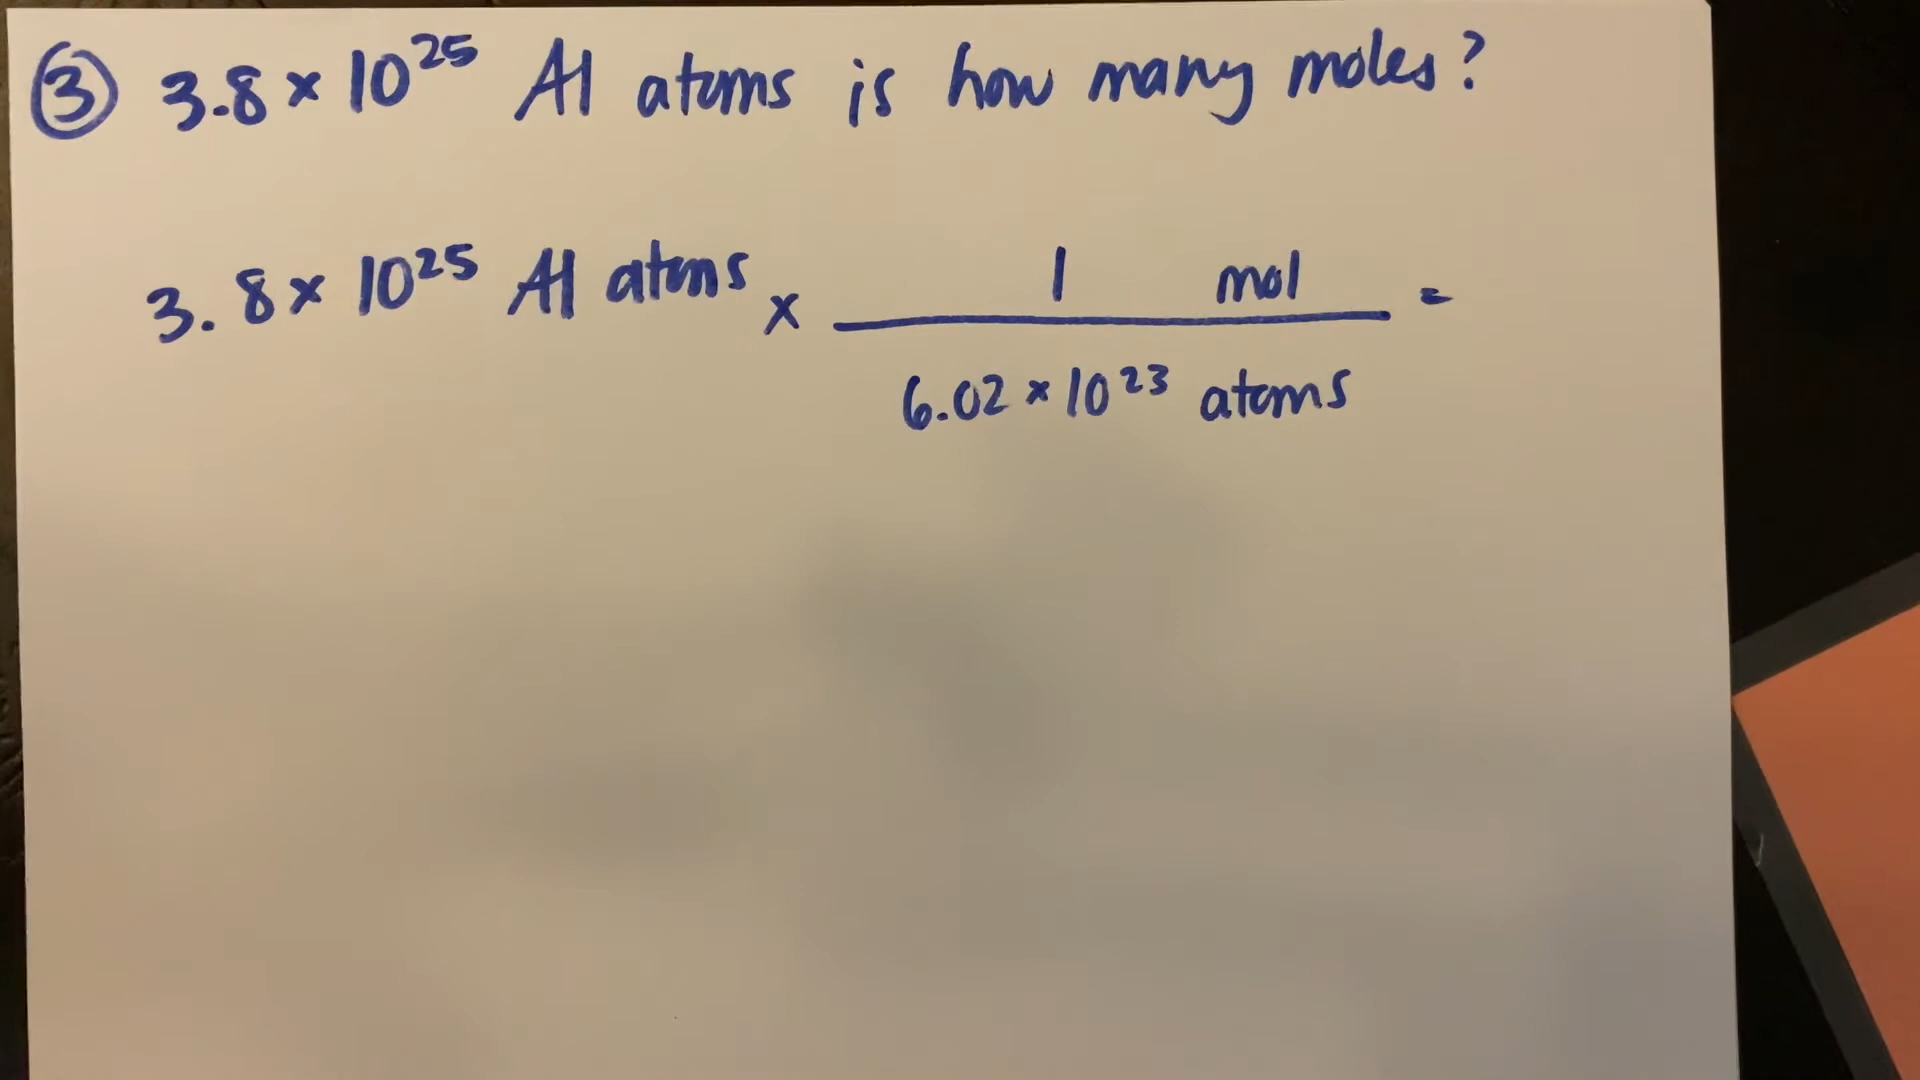 ③ 3.8 × 10²⁵ Al atoms is how many moles?
3.8 × 10²⁵ Al atoms × 1 mol =
6.02 × 10²³ atoms